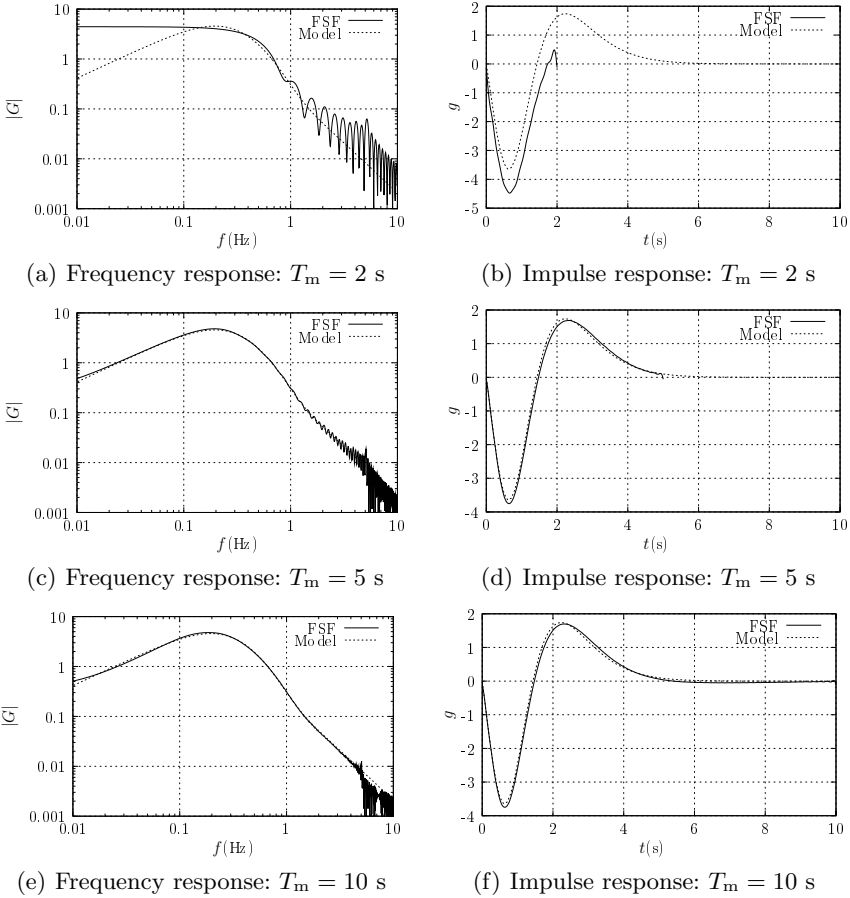 10
1
0.1
0.01
0.001
0.01 0.1 1 10
|G|
f(Hz)
FSF
Model
(a) Frequency response: Tm = 2 s
2
1
0
-1
-2
-3
-4
-5
0 2 4 6 8 10
g
t(s)
FSF
Model
(b) Impulse response: Tm = 2 s
10
1
0.1
0.01
0.001
0.01 0.1 1 10
|G|
f(Hz)
FSF
Model
(c) Frequency response: Tm = 5 s
2
1
0
-1
-2
-3
-4
0 2 4 6 8 10
g
t(s)
FSF
Model
(d) Impulse response: Tm = 5 s
10
1
0.1
0.01
0.001
0.01 0.1 1 10
|G|
f(Hz)
FSF
Model
(e) Frequency response: Tm = 10 s
2
1
0
-1
-2
-3
-4
0 2 4 6 8 10
g
t(s)
FSF
Model
(f) Impulse response: Tm = 10 s